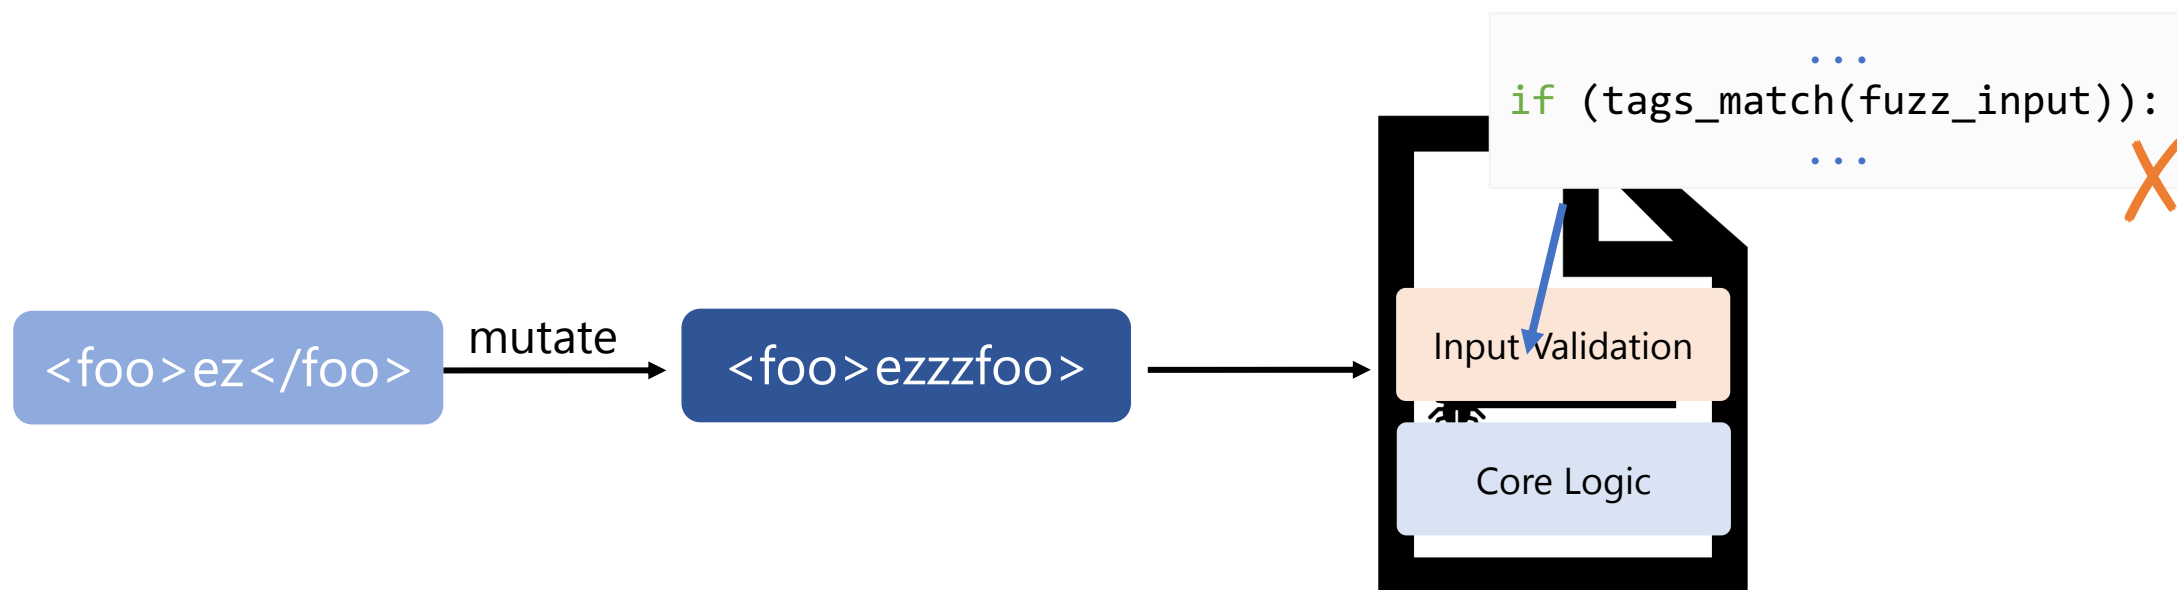 ...
if (tags_match(fuzz_input)):
...
<foo>ez</foo>
mutate
<foo>ezzzfoo>
Input Validation
Core Logic